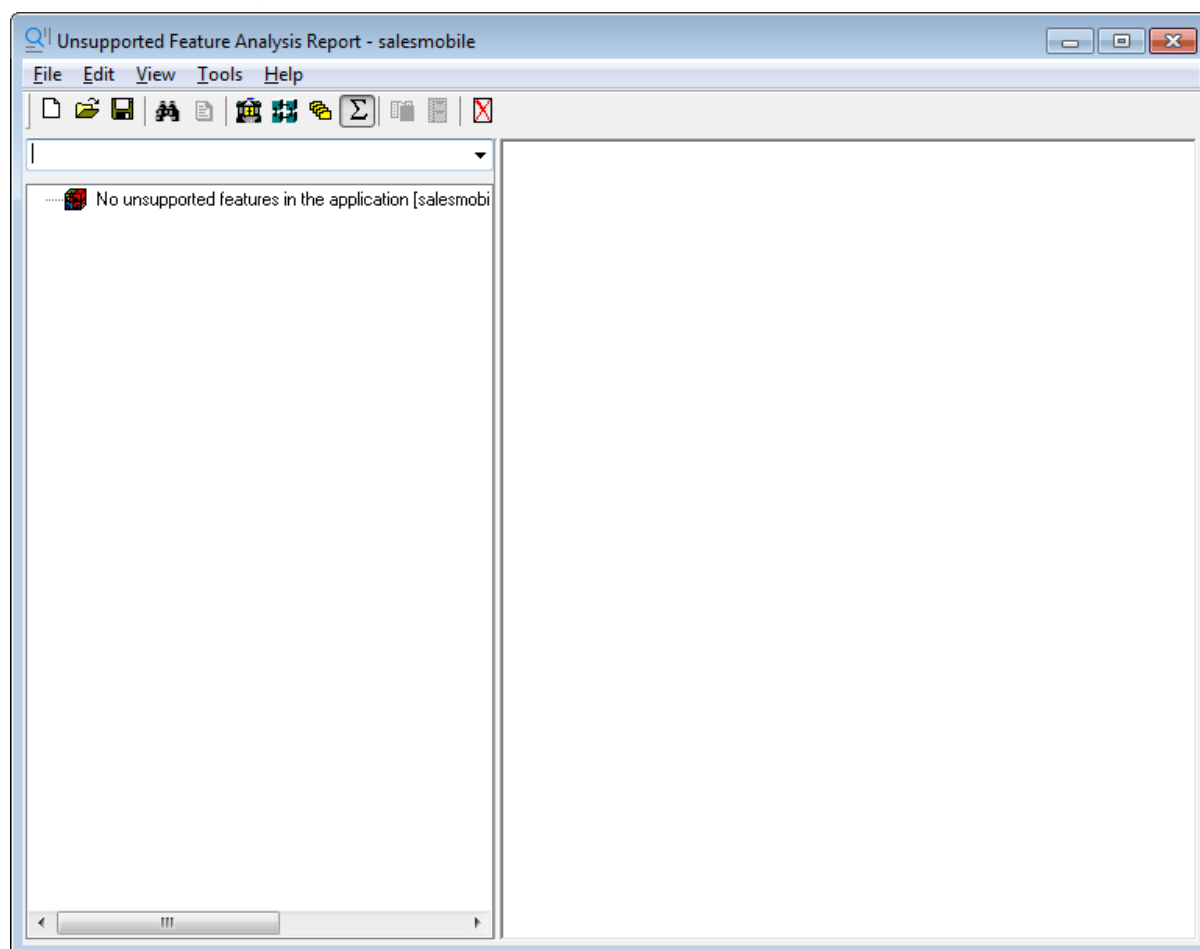 Unsupported Feature Analysis Report - salesmobile
File Edit View Tools Help
No unsupported features in the application [salesmobi